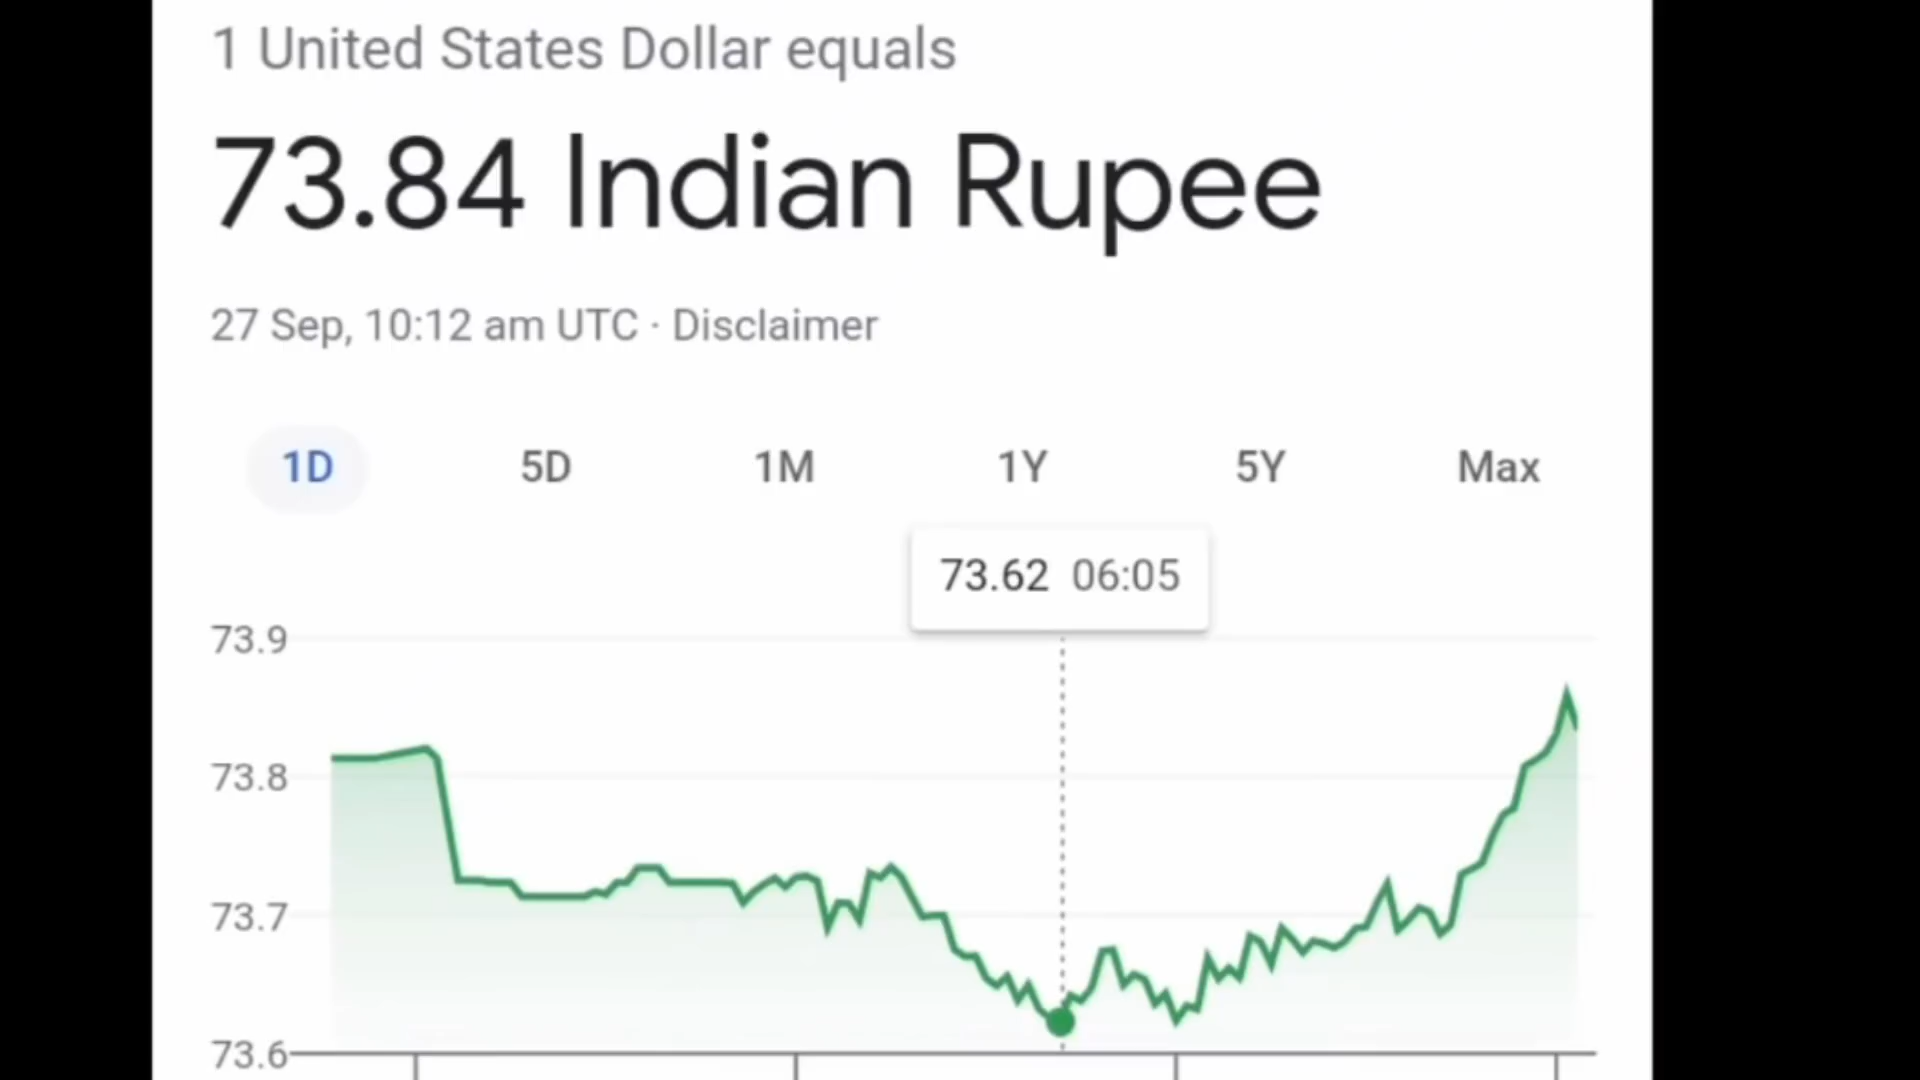 1 United States Dollar equals
73.84 Indian Rupee
27 Sep, 10:12 am UTC · Disclaimer
1D 5D 1M 1Y 5Y Max
73.62 06:05
73.9
73.8
73.7
73.6